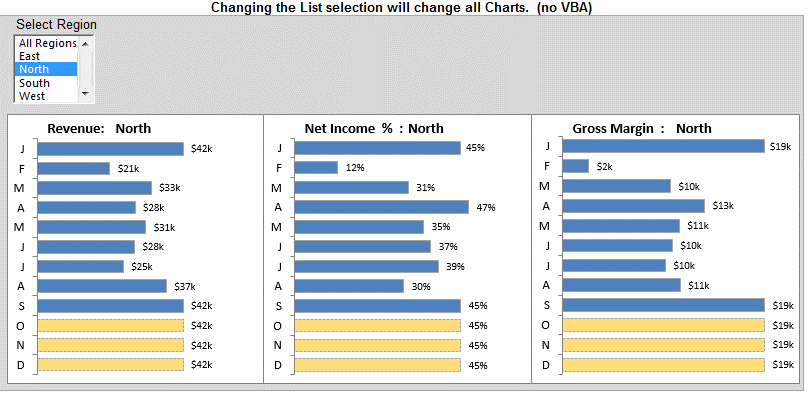 Changing the List selection will change all Charts.  (no VBA)
Select Region
All Regions
East
North
South
West
Revenue:   North
J $42k
F $21k
M $33k
A $28k
M $31k
J $28k
J $25k
A $37k
S $42k
O $42k
N $42k
D $42k
Net Income  %  : North
J 45%
F 12%
M 31%
A 47%
M 35%
J 37%
J 39%
A 30%
S 45%
O 45%
N 45%
D 45%
Gross Margin  :   North
J $19k
F $2k
M $10k
A $13k
M $11k
J $10k
J $10k
A $11k
S $19k
O $19k
N $19k
D $19k